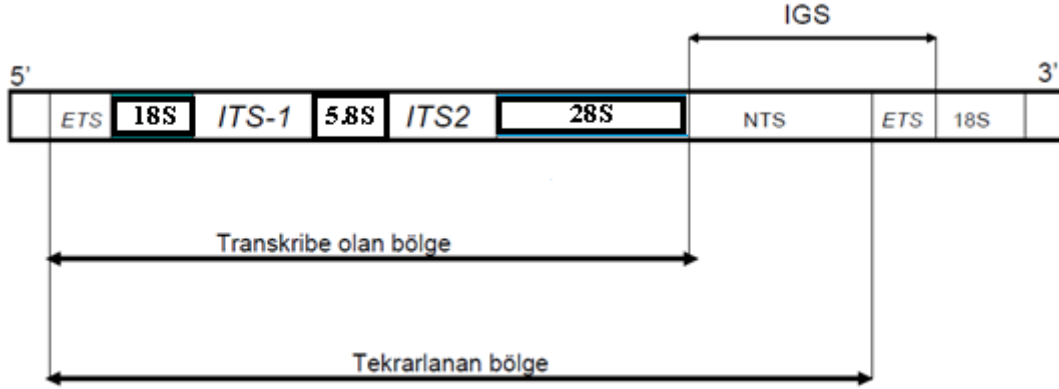 IGS
5' 3'
ETS 18S ITS-1 5.8S ITS2 28S NTS ETS 18S
Transkribe olan bölge
Tekrarlanan bölge